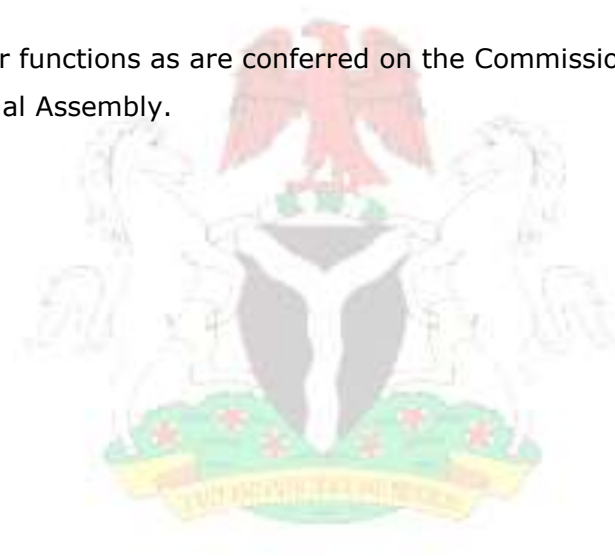 r functions as are conferred on the Commissio
al Assembly.